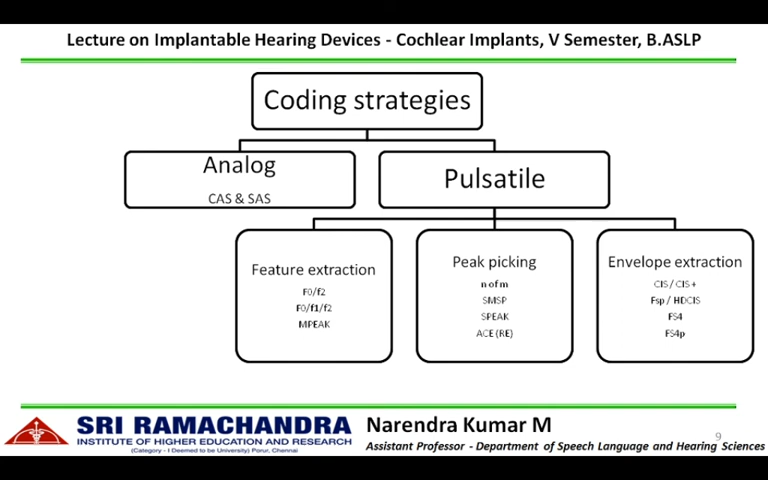 Lecture on Implantable Hearing Devices - Cochlear Implants, V Semester, B.ASLP
Coding strategies
Analog
CAS & SAS
Pulsatile
Feature extraction
F0/f2
F0/f1/f2
MPEAK
Peak picking
n of m
SMSP
SPEAK
ACE (RE)
Envelope extraction
CIS / CIS+
Fsp / HDCIS
FS4
FS4p
SRI RAMACHANDRA
INSTITUTE OF HIGHER EDUCATION AND RESEARCH
(Category - I Deemed to be University) Porur, Chennai
Narendra Kumar M
9
Assistant Professor - Department of Speech Language and Hearing Sciences